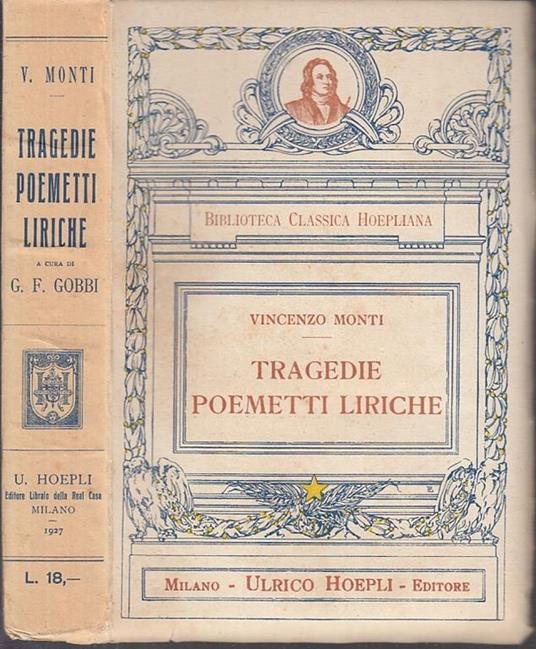 V. MONTI
TRAGEDIE
POEMETTI
LIRICHE
A CURA DI
G. F. GOBBI
U. HOEPLI
Editore Libraio della Real Casa
MILANO
1927
L. 18,—
BIBLIOTECA CLASSICA HOEPLIANA
VINCENZO MONTI
TRAGEDIE
POEMETTI LIRICHE
MILANO - ULRICO HOEPLI - EDITORE